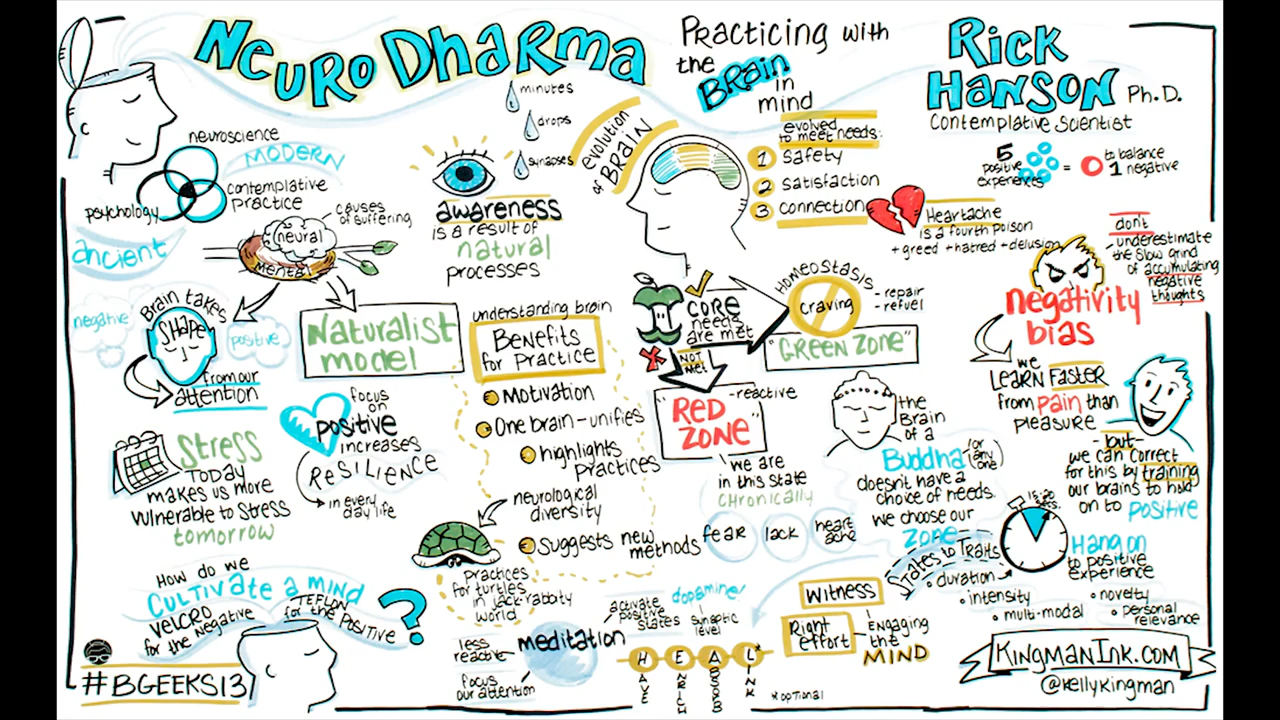 NEURO DHARMA
PRACTICING with
the BRAIN
in
mind
RICK
HANSON Ph.D.
Contemplative scientist
neuroscience
MODERN
contemplative
practice
psychology
ancient
causes
of suffering
neural
mental
minutes
drops
synapses
awareness
is a result of
natural
processes
evolution
of BRAIN
evolved
to meet needs:
1 Safety
2 Satisfaction
3 Connection
5
positive
experiences
=
to balance
1 negative
Heartache
is a fourth poison
+greed +hatred +delusion
don't
underestimate
the slow grind
of accumulating
negative
thoughts
negativity
bias
we
LEARN FASTER
from pain than
pleasure
-but-
we can correct
for this by training
our brains to hold
on to positive
Brain takes
SHAPE
negative
positive
from our
attention
Naturalist
model
understanding brain
Benefits
for Practice
Motivation
One brain-unifies
highlights
practices
neurological
diversity
Suggests new
methods
CORE
needs
are met
NOT
met
HOMEOSTASIS
craving
- repair
refuel
"GREEN ZONE"
"RED
ZONE"
-reactive
we are
in this state
CHRONICALLY
fear
lack
heart
ache
the
BRAIN
of a
Buddha (or any one)
doesn't have a
choice of needs.
we choose our
ZONE
Stress
TODAY
makes us more
vulnerable to stress
tomorrow
focus
on
positive
increases
RESILIENCE
in every
day life
Practices
for turtles
in jack-rabbity
world
HOW do we
CULTIVATE a MIND
VELCRO
for the Negative
TEFLON
for the Positive
?
#BGEEKS13
meditation
less
reactive
focus
our attention
activate
positive
states
dopamine
synaptic
level
H E A L*
HAVE
ENRICH
ABSORB
LINK
*optional
Witness
Right
effort
ENGAGING
the
MIND
States to Traits
• duration
• intensity
• multi-modal
• novelty
• personal
relevance
15-20
secs.
Hang on
to positive
experience
KINGMANINK.COM
@kellykingman